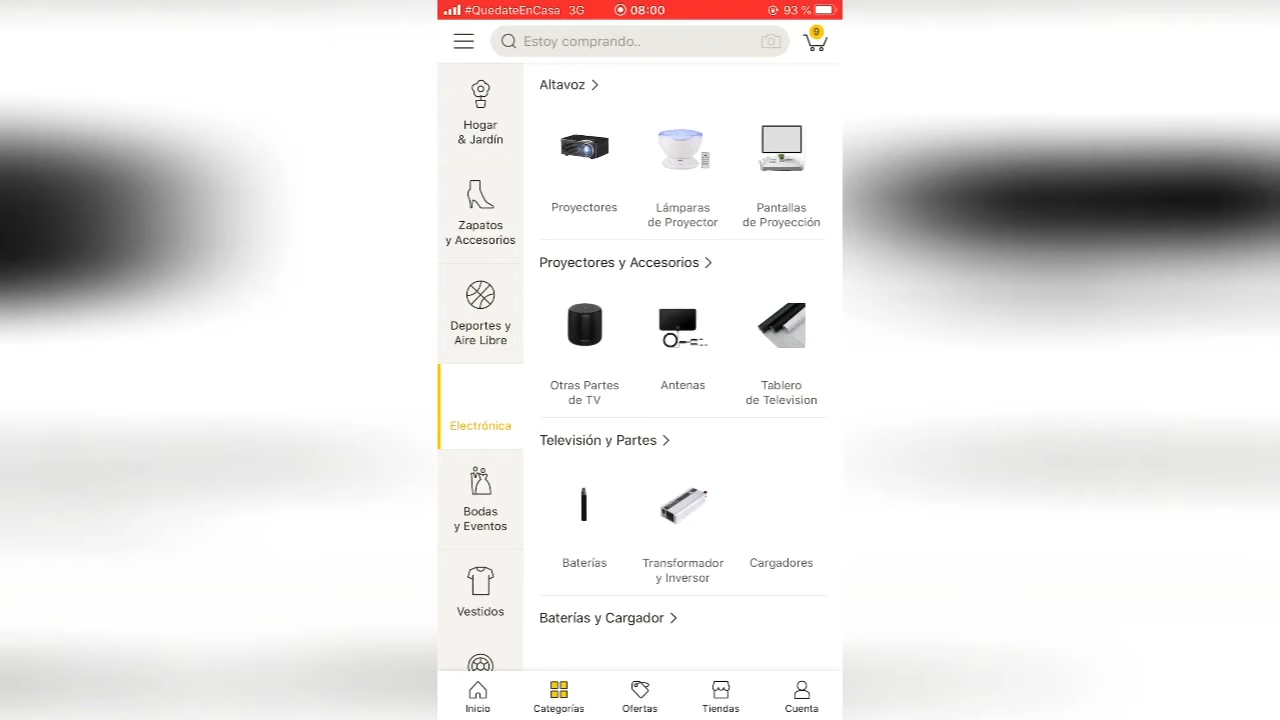 #QuedateEnCasa 3G 08:00 93 %
Estoy comprando..
9
Hogar
& Jardín
Zapatos
y Accesorios
Deportes y
Aire Libre
Electrónica
Bodas
y Eventos
Vestidos
Altavoz
Proyectores
Lámparas
de Proyector
Pantallas
de Proyección
Proyectores y Accesorios
Otras Partes
de TV
Antenas
Tablero
de Television
Televisión y Partes
Baterías
Transformador
y Inversor
Cargadores
Baterías y Cargador
Inicio
Categorías
Ofertas
Tiendas
Cuenta